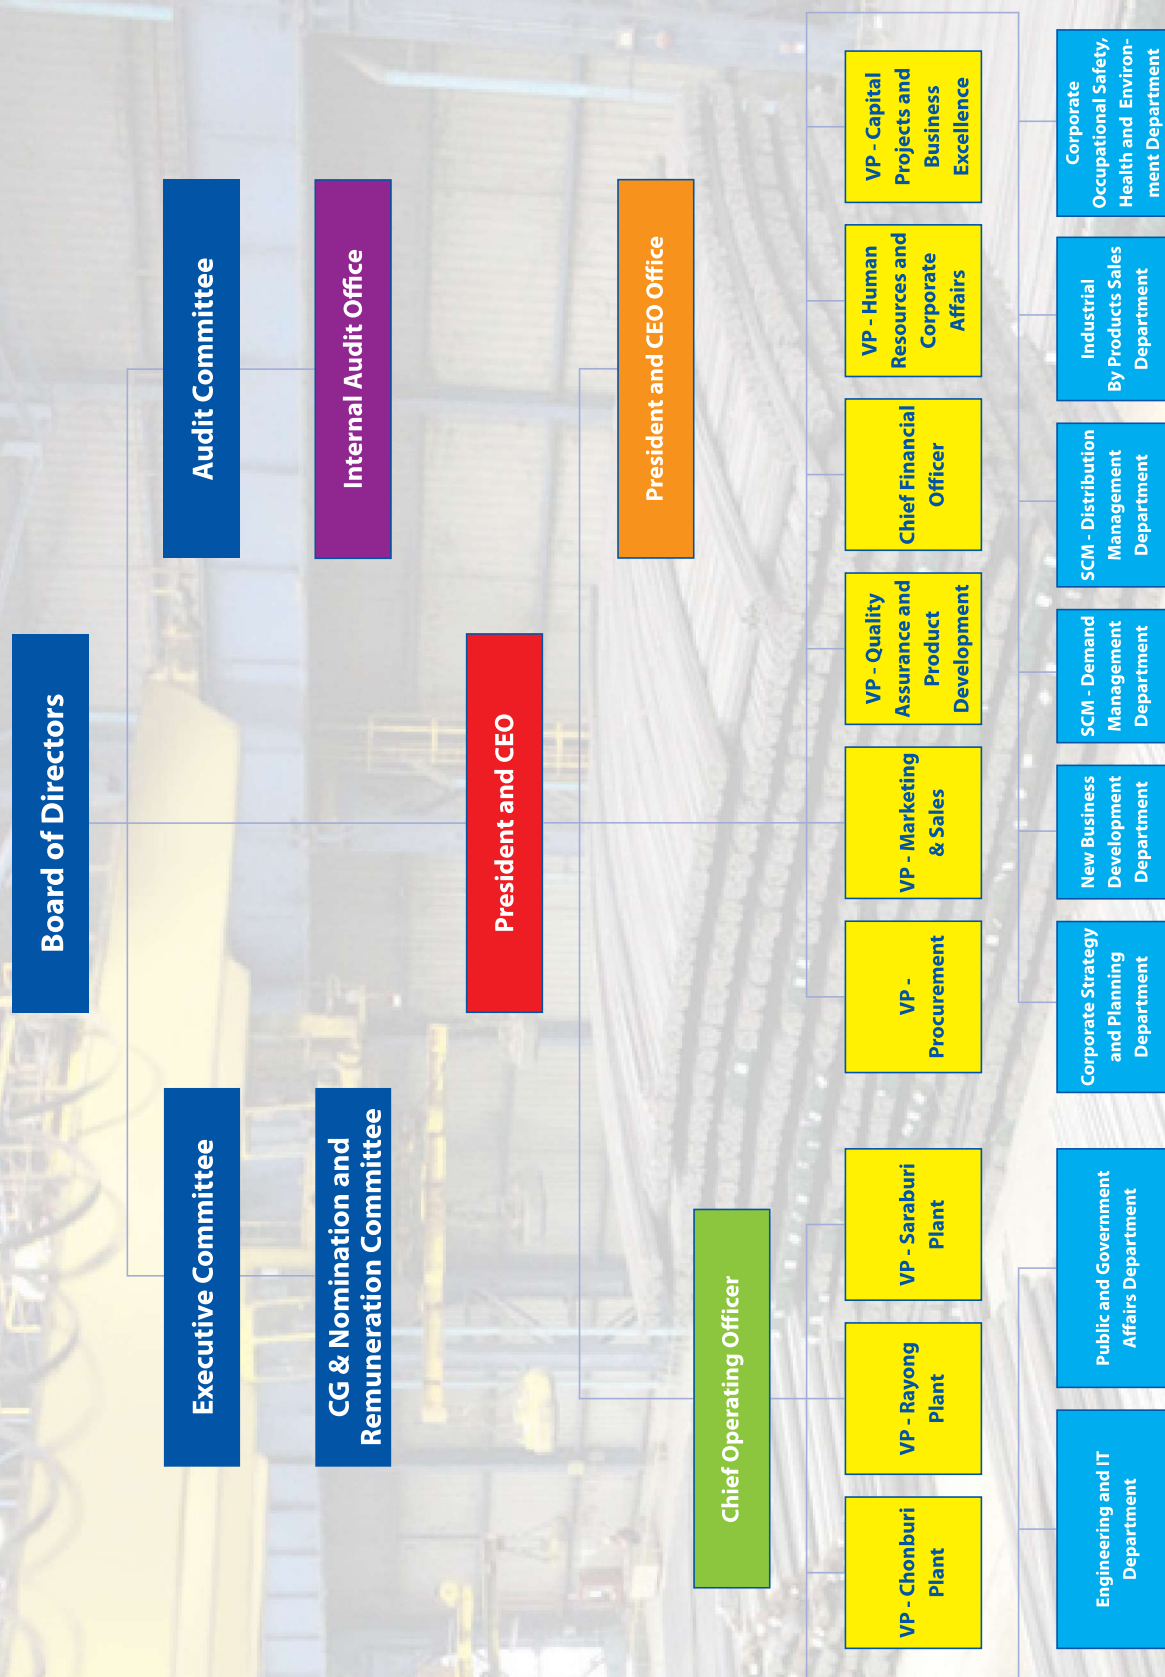 Board of Directors
Executive Committee
Audit Committee
CG & Nomination and
Remuneration Committee
Internal Audit Office
President and CEO
President and CEO Office
Chief Operating Officer
VP - Chonburi
Plant
VP - Rayong
Plant
VP - Saraburi
Plant
VP -
Procurement
VP - Marketing
& Sales
VP - Quality
Assurance and
Product
Development
Chief Financial
Officer
VP - Human
Resources and
Corporate
Affairs
VP - Capital
Projects and
Business
Excellence
Engineering and IT
Department
Public and Government
Affairs Department
Corporate Strategy
and Planning
Department
New Business
Development
Department
SCM - Demand
Management
Department
SCM - Distribution
Management
Department
Industrial
By Products Sales
Department
Corporate
Occupational Safety,
Health and Environ-
ment Department